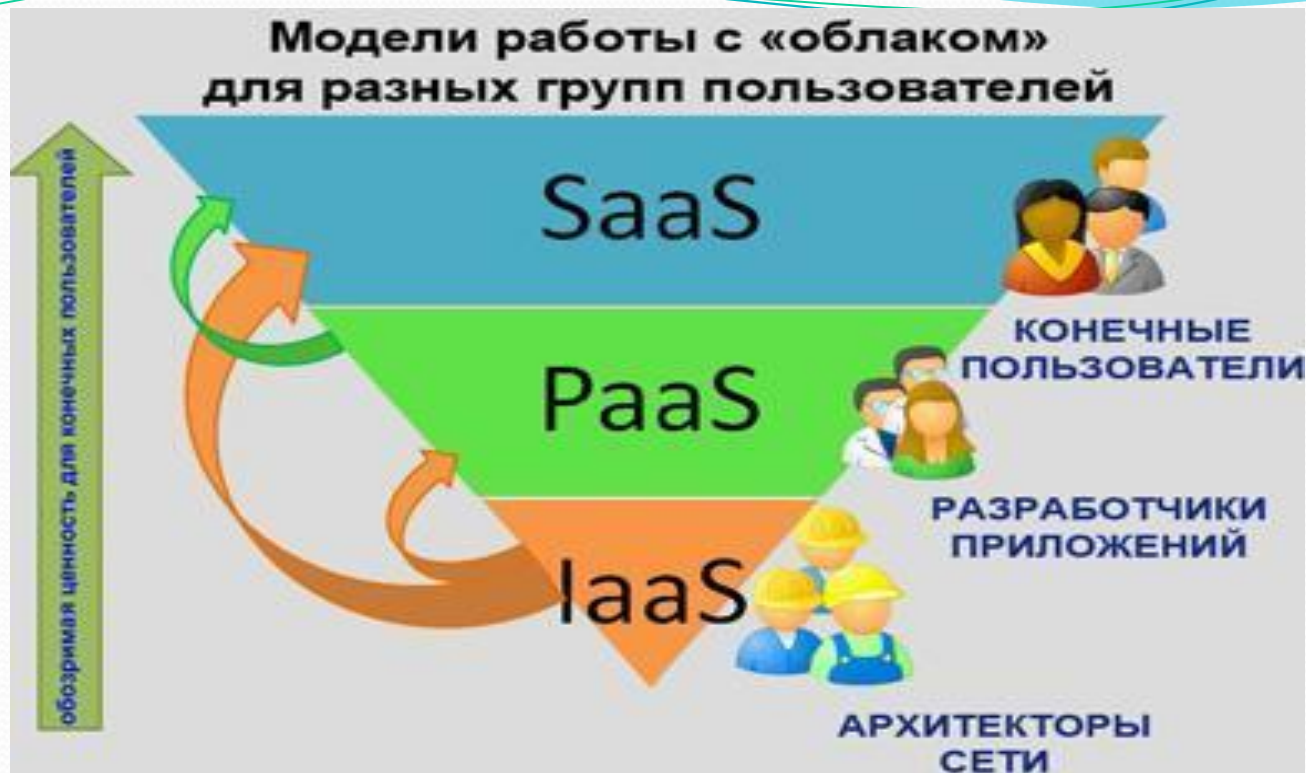 Модели работы с «облаком»
для разных групп пользователей
обозримая ценность для конечных пользователей
SaaS
КОНЕЧНЫЕ
ПОЛЬЗОВАТЕЛИ
PaaS
РАЗРАБОТЧИКИ
ПРИЛОЖЕНИЙ
IaaS
АРХИТЕКТОРЫ
СЕТИ